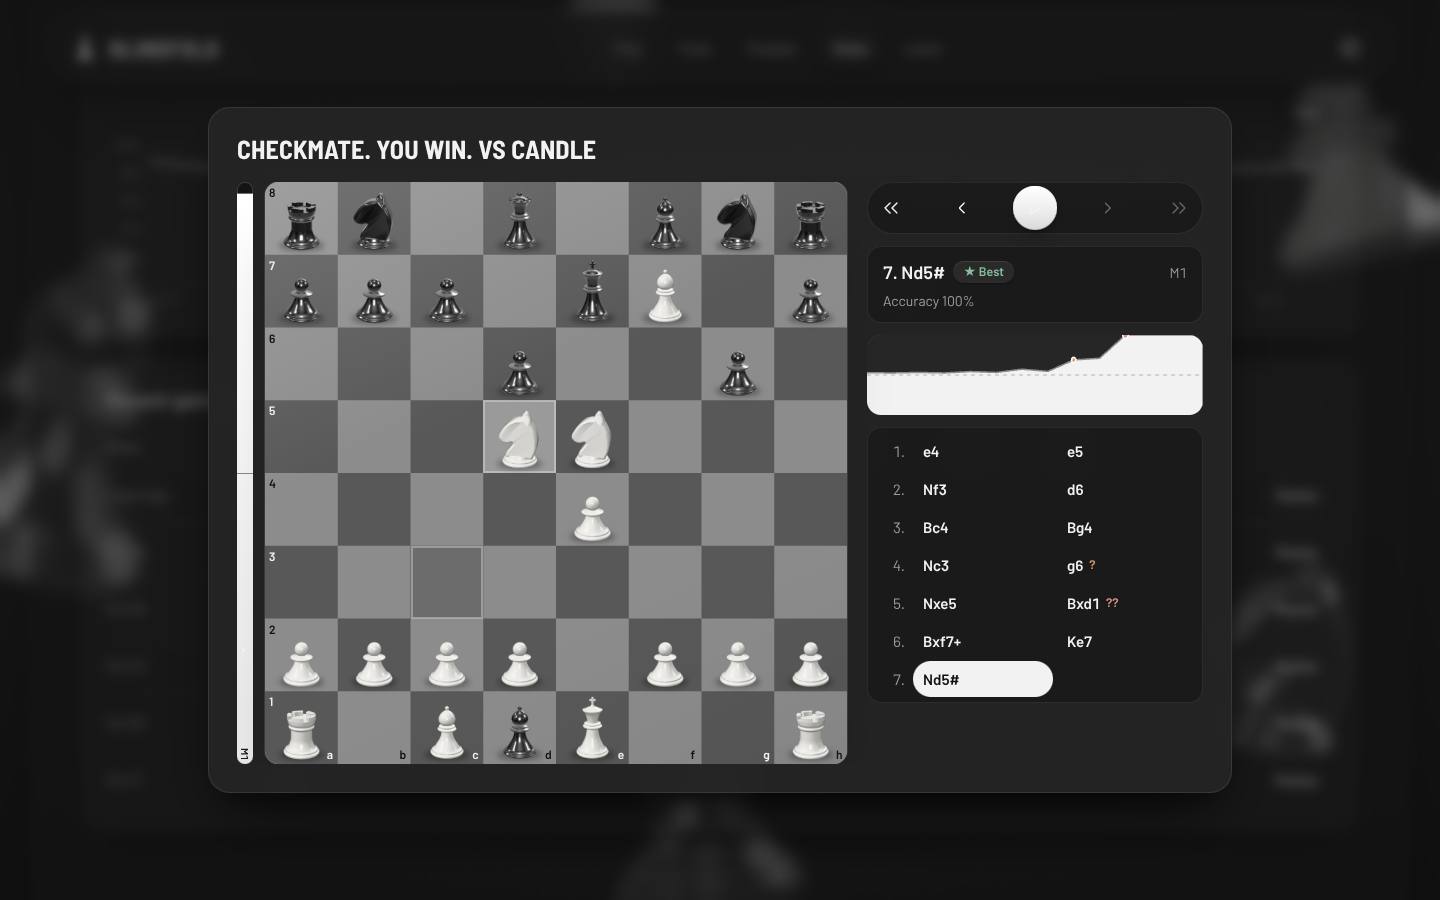 CHECKMATE. YOU WIN. VS CANDLE
8
7
6
5
4
3
2
1
a b c d e f g h
M1
7. Nd5# ★ Best M1
Accuracy 100%
1. e4 e5
2. Nf3 d6
3. Bc4 Bg4
4. Nc3 g6 ?
5. Nxe5 Bxd1 ??
6. Bxf7+ Ke7
7. Nd5#